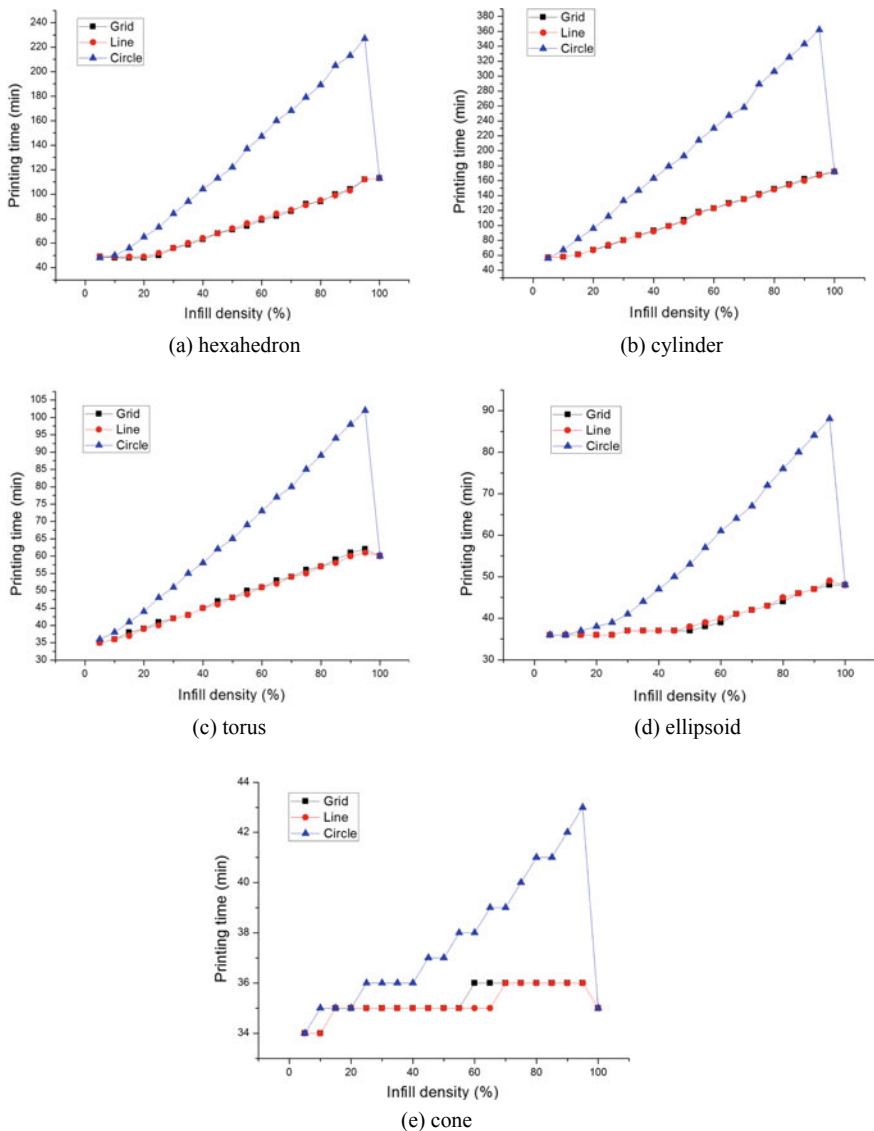 240
220
200
180
160
140
120
100
80
60
40
Printing time (min)
Grid
Line
Circle
0 20 40 60 80 100
Infill density (%)
(a) hexahedron
380
360
340
320
300
280
260
240
220
200
180
160
140
120
100
80
60
40
Printing time (min)
Grid
Line
Circle
0 20 40 60 80 100
Infill density (%)
(b) cylinder
105
100
95
90
85
80
75
70
65
60
55
50
45
40
35
30
Printing time (min)
Grid
Line
Circle
0 20 40 60 80 100
Infill density (%)
(c) torus
90
80
70
60
50
40
30
Printing time (min)
Grid
Line
Circle
0 20 40 60 80 100
Infill density (%)
(d) ellipsoid
44
42
40
38
36
34
Printing time (min)
Grid
Line
Circle
0 20 40 60 80 100
Infill density (%)
(e) cone